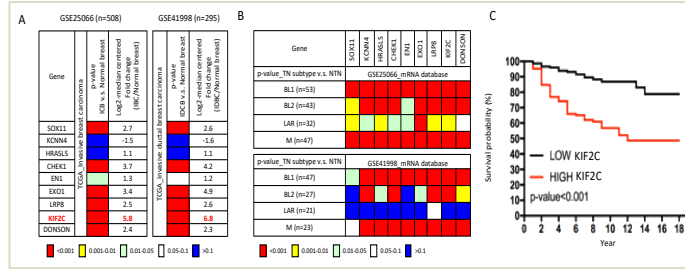 A
GSE25066 (n=508)
GSE41998 (n=295)
Gene
TCGA_Invasive breast carcinoma
p-value
ICB v.s. Normal breast
Log2-median centered
Fold change
(IBC/Normal breast)
TCGA_Invasive ductal breast carcinoma
p-value
IDCB v.s. Normal breast
Log2-median centered
Fold change
(IDBC/Normal breast)
SOX11 2.7 2.6
KCNN4 -1.5 -1.6
HRASLS 1.1 1.1
CHEK1 3.7 4.2
EN1 1.3 1.2
EXO1 3.4 4.9
LRP8 2.5 2.6
KIF2C 5.8 6.8
DONSON 2.4 2.3
<0.001 0.001-0.01 0.01-0.05 0.05-0.1 >0.1
B
Gene
SOX11
KCNN4
HRASLS
CHEK1
EN1
EXO1
LRP8
KIF2C
DONSON
p-value_TN subtype v.s. NTN GSE25066_mRNA database
BL1 (n=53)
BL2 (n=43)
LAR (n=32)
M (n=47)
p-value_TN subtype v.s. NTN GSE41998_mRNA database
BL1 (n=47)
BL2 (n=27)
LAR (n=21)
M (n=23)
<0.001 0.001-0.01 0.01-0.05 0.05-0.1 >0.1
C
Survival probability (%)
100
80
60
40
20
0
LOW KIF2C
HIGH KIF2C
p-value<0.001
0 2 4 6 8 10 12 14 16 18
Year